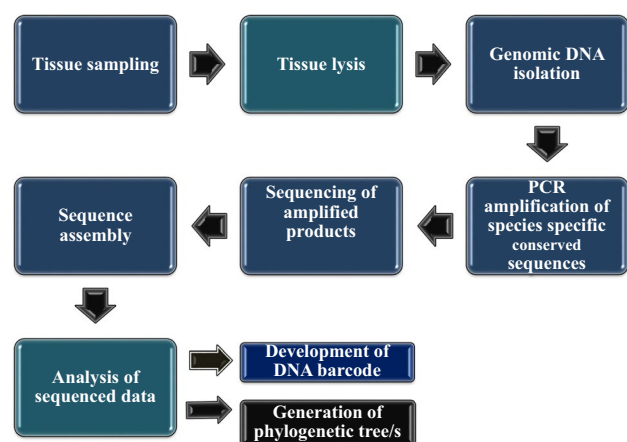 Tissue sampling
Tissue lysis
Genomic DNA
isolation
PCR
amplification of
species specific
conserved
sequences
Sequencing of
amplified
products
Sequence
assembly
Analysis of
sequenced data
Development of
DNA barcode
Generation of
phylogenetic tree/s